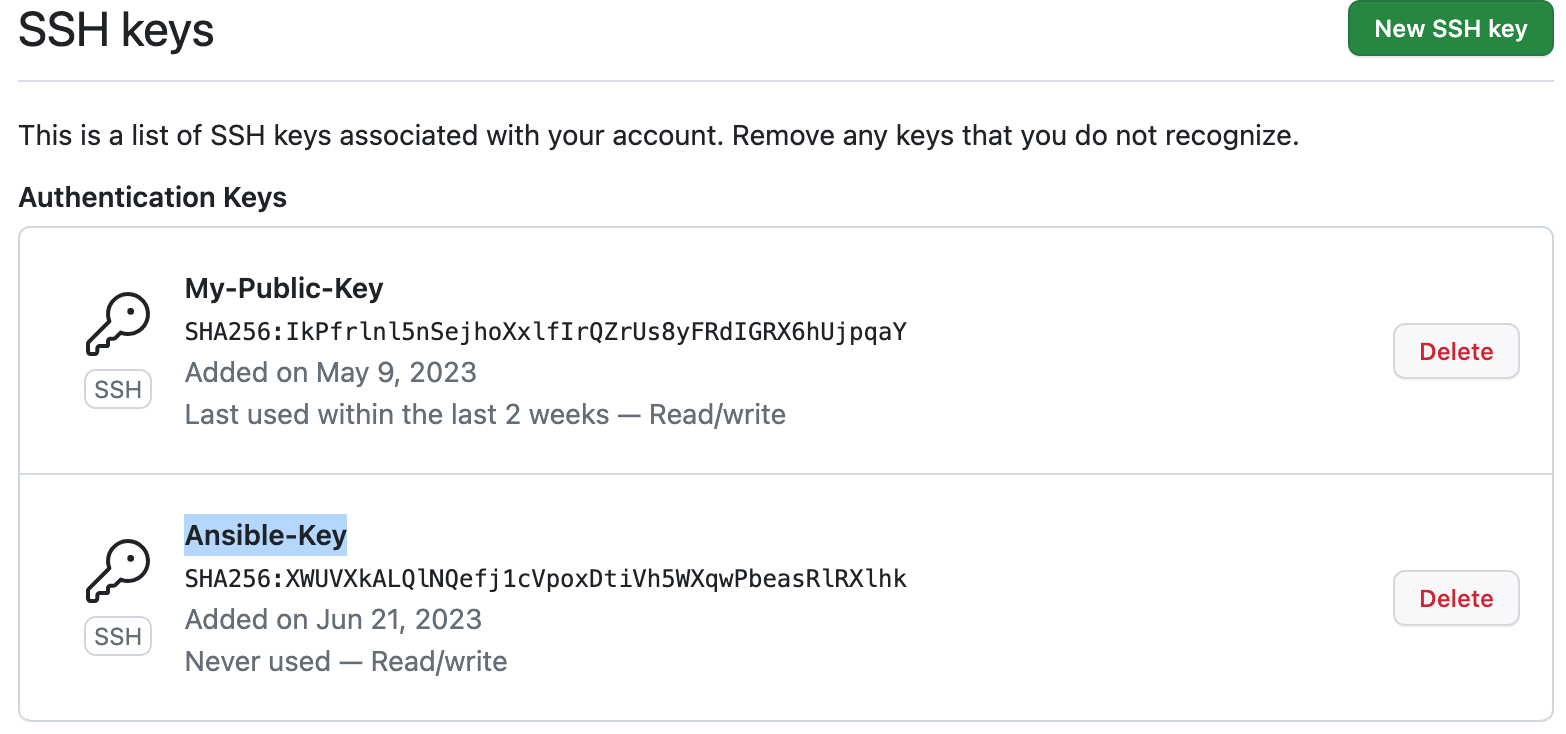 SSH keys
New SSH key
This is a list of SSH keys associated with your account. Remove any keys that you do not recognize.
Authentication Keys
My-Public-Key
SHA256:IkPfrlnl5nSejhoXxlfIrQZrUs8yFRdIGRX6hUjpqaY
Added on May 9, 2023
Last used within the last 2 weeks — Read/write
SSH
Delete
Ansible-Key
SHA256:XWUVXkALQlNQefj1cVpoxDtiVh5WXqwPbeasRlRXlhk
Added on Jun 21, 2023
Never used — Read/write
SSH
Delete